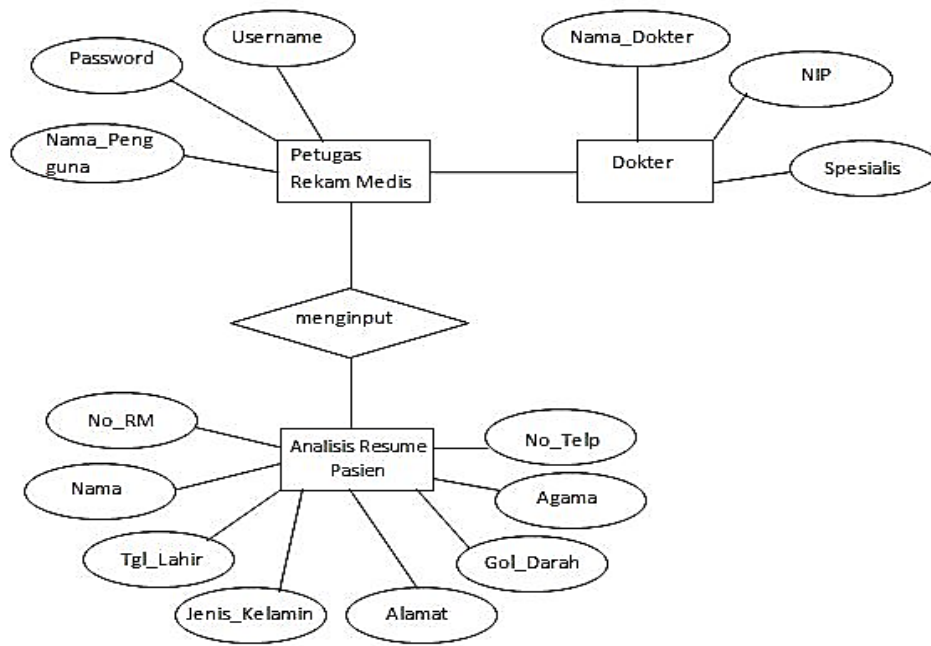 Username
Nama_Dokter
Password
NIP
Nama_Peng
guna
Petugas
Rekam Medis
Dokter
Spesialis
menginput
No_RM
Analisis Resume
Pasien
No_Telp
Nama
Agama
Tgl_Lahir
Gol_Darah
Jenis_Kelamin
Alamat